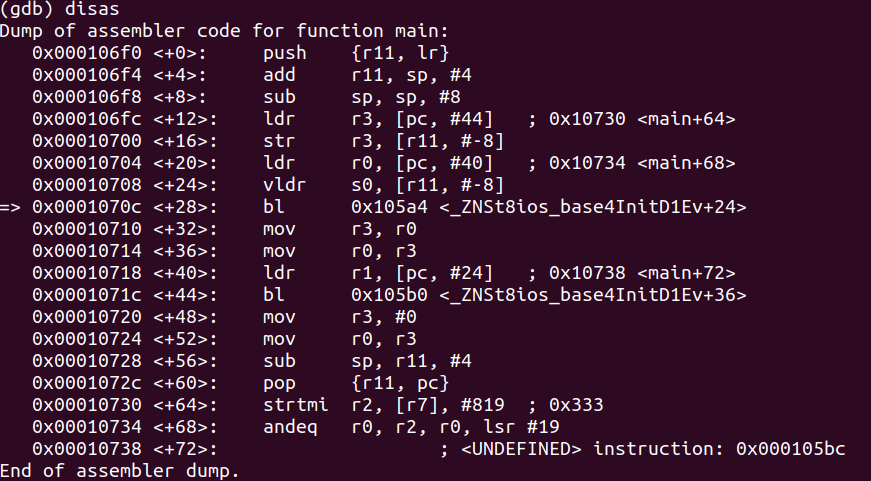 (gdb) disas
Dump of assembler code for function main:
   0x000106f0 <+0>:     push    {r11, lr}
   0x000106f4 <+4>:     add     r11, sp, #4
   0x000106f8 <+8>:     sub     sp, sp, #8
   0x000106fc <+12>:    ldr     r3, [pc, #44]   ; 0x10730 <main+64>
   0x00010700 <+16>:    str     r3, [r11, #-8]
   0x00010704 <+20>:    ldr     r0, [pc, #40]   ; 0x10734 <main+68>
   0x00010708 <+24>:    vldr    s0, [r11, #-8]
=> 0x0001070c <+28>:    bl      0x105a4 <_ZNSt8ios_base4InitD1Ev+24>
   0x00010710 <+32>:    mov     r3, r0
   0x00010714 <+36>:    mov     r0, r3
   0x00010718 <+40>:    ldr     r1, [pc, #24]   ; 0x10738 <main+72>
   0x0001071c <+44>:    bl      0x105b0 <_ZNSt8ios_base4InitD1Ev+36>
   0x00010720 <+48>:    mov     r3, #0
   0x00010724 <+52>:    mov     r0, r3
   0x00010728 <+56>:    sub     sp, r11, #4
   0x0001072c <+60>:    pop     {r11, pc}
   0x00010730 <+64>:    strtmi  r2, [r7], #819  ; 0x333
   0x00010734 <+68>:    andeq   r0, r2, r0, lsr #19
   0x00010738 <+72>:                    ; <UNDEFINED> instruction: 0x000105bc
End of assembler dump.